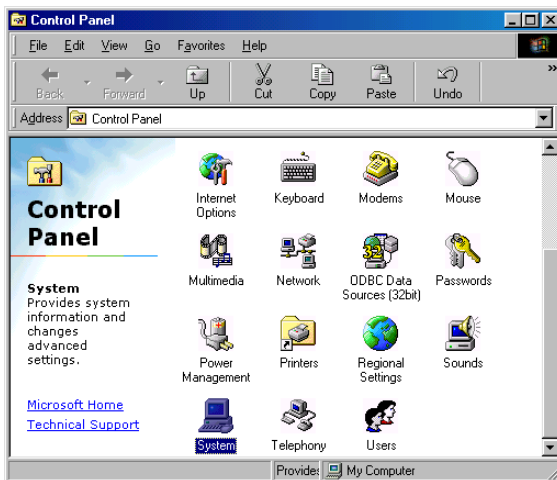 Control Panel
File Edit View Go Favorites Help
Back Forward Up Cut Copy Paste Undo »
Address Control Panel
Control
Panel
System
Provides system
information and
changes
advanced
settings.
Microsoft Home
Technical Support
Internet
Options
Keyboard
Modems
Mouse
Multimedia
Network
ODBC Data
Sources (32bit)
Passwords
Power
Management
Printers
Regional
Settings
Sounds
System
Telephony
Users
Provides My Computer